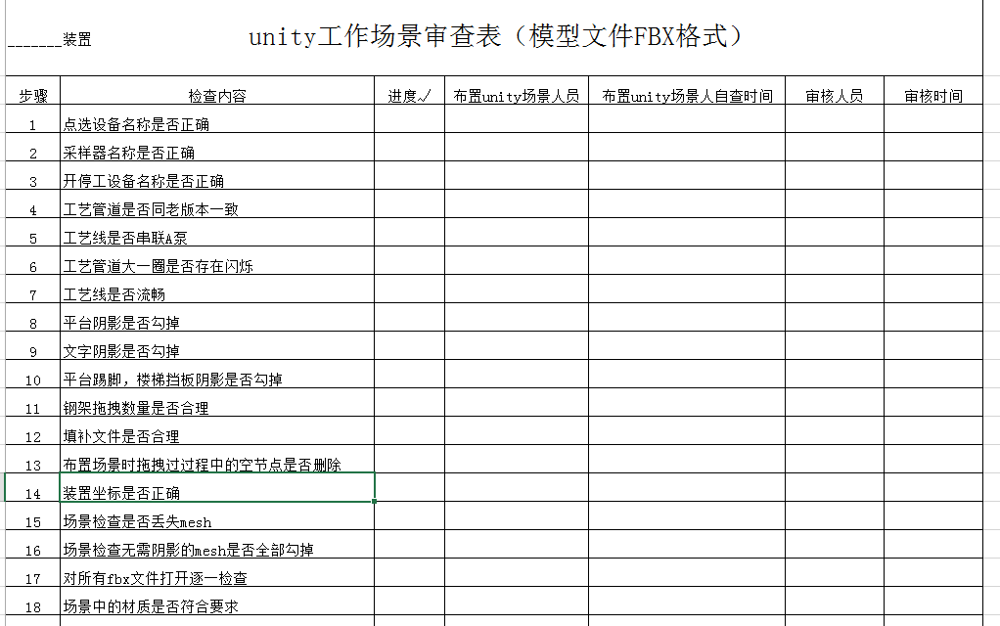 _______装置 unity工作场景审查表（模型文件FBX格式）
步骤 检查内容 进度√ 布置unity场景人员 布置unity场景人自查时间 审核人员 审核时间
1 点选设备名称是否正确
2 采样器名称是否正确
3 开停工设备名称是否正确
4 工艺管道是否同老版本一致
5 工艺线是否串联A泵
6 工艺管道大一圈是否存在闪烁
7 工艺线是否流畅
8 平台阴影是否勾掉
9 文字阴影是否勾掉
10 平台踢脚，楼梯挡板阴影是否勾掉
11 钢架拖拽数量是否合理
12 填补文件是否合理
13 布置场景时拖拽过过程中的空节点是否删除
14 装置坐标是否正确
15 场景检查是否丢失mesh
16 场景检查无需阴影的mesh是否全部勾掉
17 对所有fbx文件打开逐一检查
18 场景中的材质是否符合要求